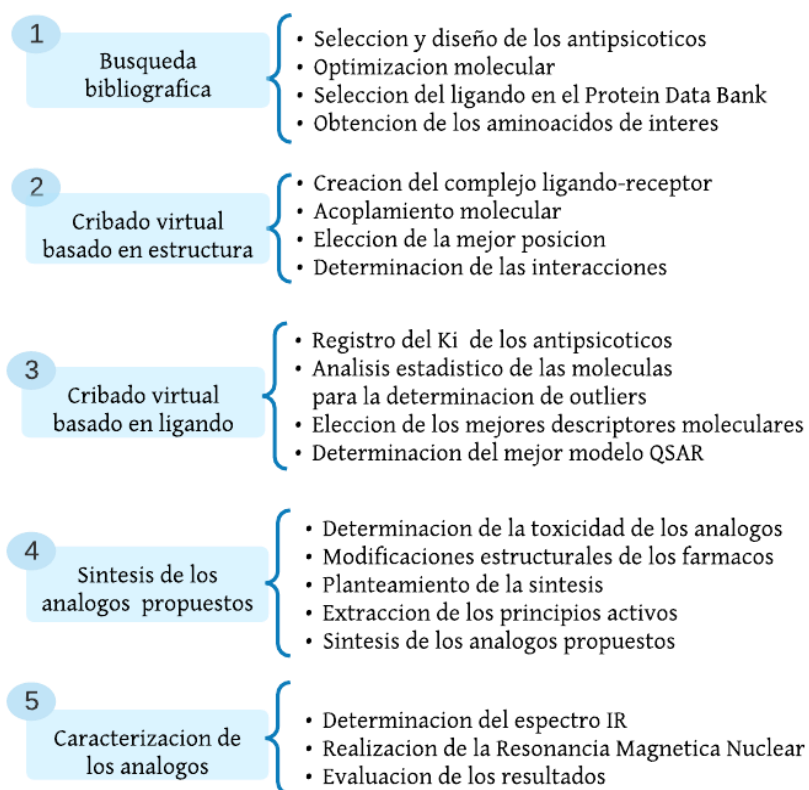 1
Busqueda
bibliografica
• Seleccion y diseño de los antipsicoticos
• Optimizacion molecular
• Seleccion del ligando en el Protein Data Bank
• Obtencion de los aminoacidos de interes
2
Cribado virtual
basado en estructura
• Creacion del complejo ligando-receptor
• Acoplamiento molecular
• Eleccion de la mejor posicion
• Determinacion de las interacciones
3
Cribado virtual
basado en ligando
• Registro del Ki de los antipsicoticos
• Analisis estadistico de las moleculas
para la determinacion de outliers
• Eleccion de los mejores descriptores moleculares
• Determinacion del mejor modelo QSAR
4
Sintesis de los
analogos propuestos
• Determinacion de la toxicidad de los analogos
• Modificaciones estructurales de los farmacos
• Planteamiento de la sintesis
• Extraccion de los principios activos
• Sintesis de los analogos propuestos
5
Caracterizacion de
los analogos
• Determinacion del espectro IR
• Realizacion de la Resonancia Magnetica Nuclear
• Evaluacion de los resultados